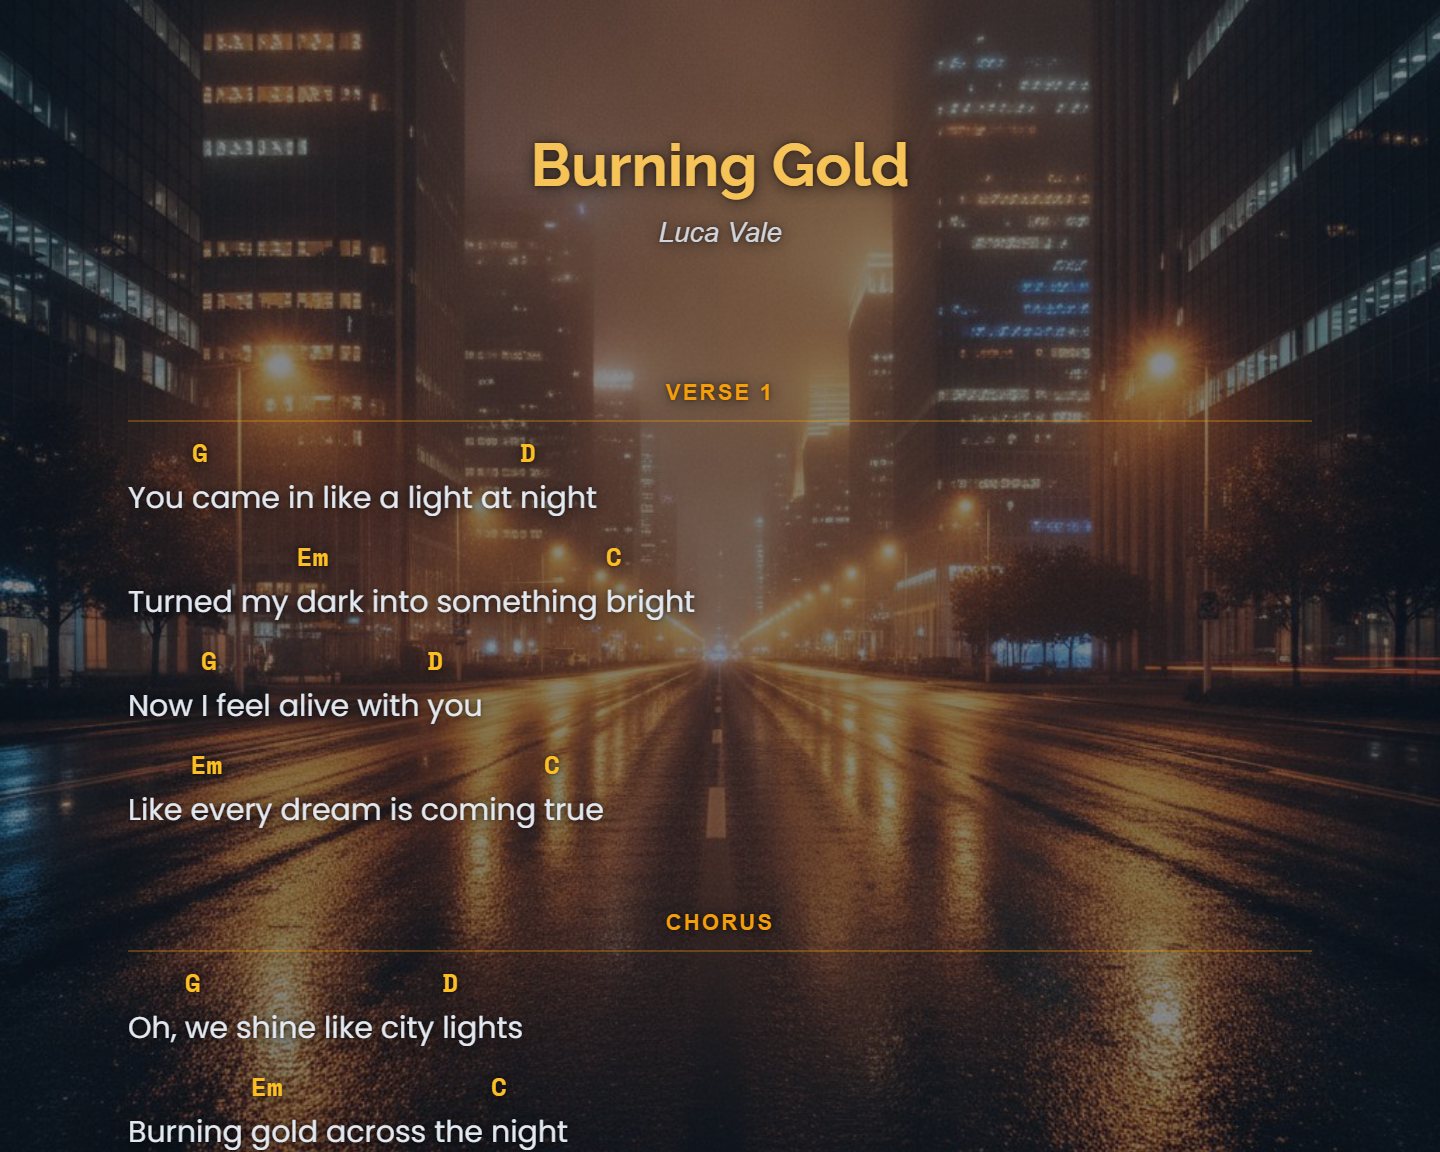 Burning Gold
Luca Vale
VERSE 1
G D
You came in like a light at night
Em C
Turned my dark into something bright
G D
Now I feel alive with you
Em C
Like every dream is coming true
CHORUS
G D
Oh, we shine like city lights
Em C
Burning gold across the night